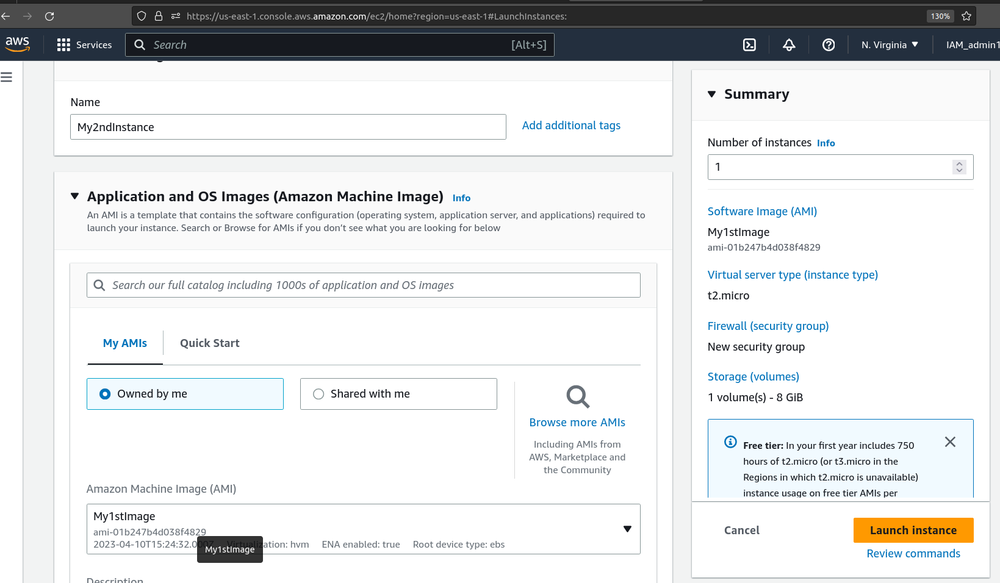 https://us-east-1.console.aws.amazon.com/ec2/home?region=us-east-1#LaunchInstances:
130%
aws
Services
Search
[Alt+S]
N. Virginia
IAM_admin1
Name
My2ndInstance
Add additional tags
Application and OS Images (Amazon Machine Image) Info
An AMI is a template that contains the software configuration (operating system, application server, and applications) required to
launch your instance. Search or Browse for AMIs if you don’t see what you are looking for below
Search our full catalog including 1000s of application and OS images
My AMIs
Quick Start
Owned by me
Shared with me
Browse more AMIs
Including AMIs from
AWS, Marketplace and
the Community
Amazon Machine Image (AMI)
My1stImage
ami-01b247b4d038f4829
2023-04-10T15:24:32.000Z Virtualization: hvm ENA enabled: true Root device type: ebs
My1stImage
Description
Summary
Number of instances Info
1
Software Image (AMI)
My1stImage
ami-01b247b4d038f4829
Virtual server type (instance type)
t2.micro
Firewall (security group)
New security group
Storage (volumes)
1 volume(s) - 8 GiB
Free tier: In your first year includes 750
hours of t2.micro (or t3.micro in the
Regions in which t2.micro is unavailable)
instance usage on free tier AMIs per
Cancel
Launch instance
Review commands